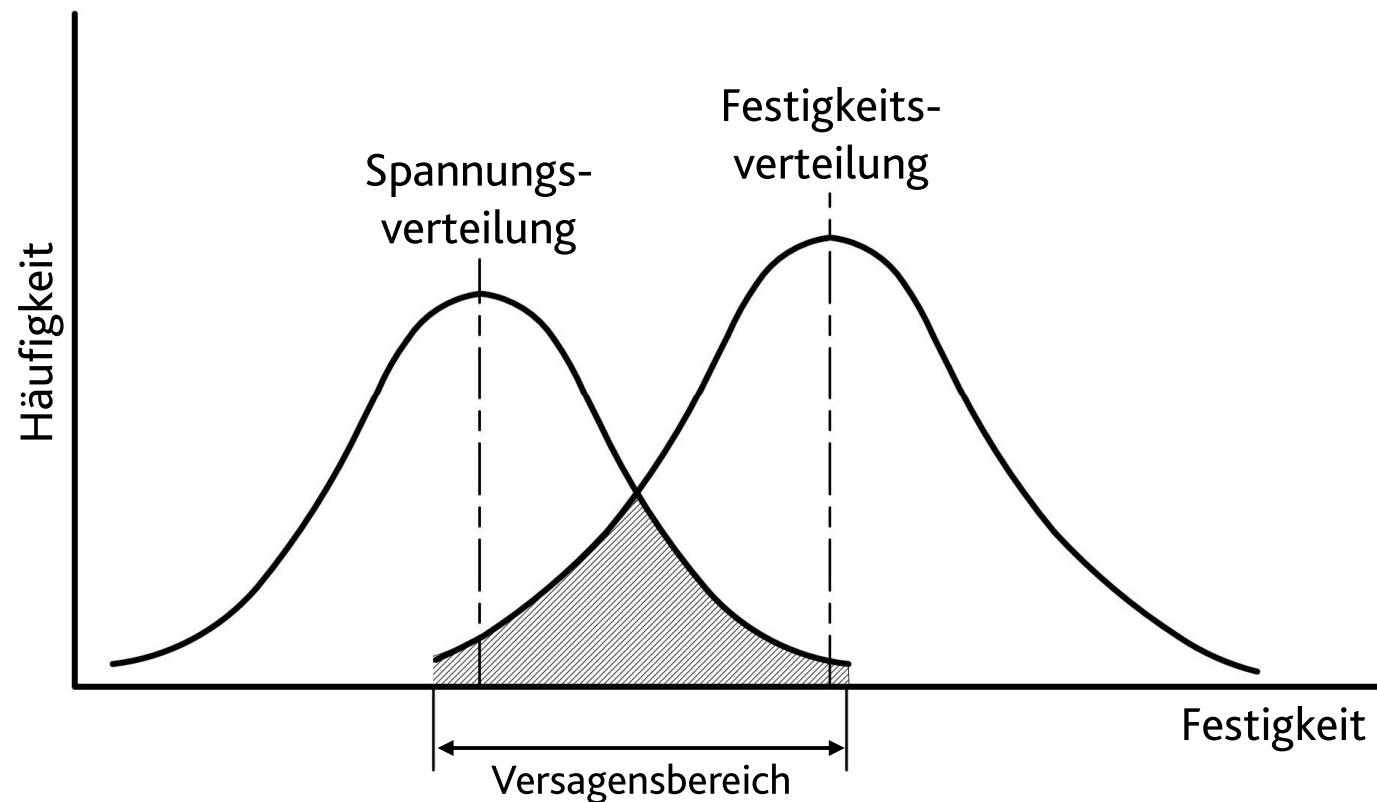 Festigkeits-
verteilung
Spannungs-
verteilung
Häufigkeit
Festigkeit
Versagensbereich